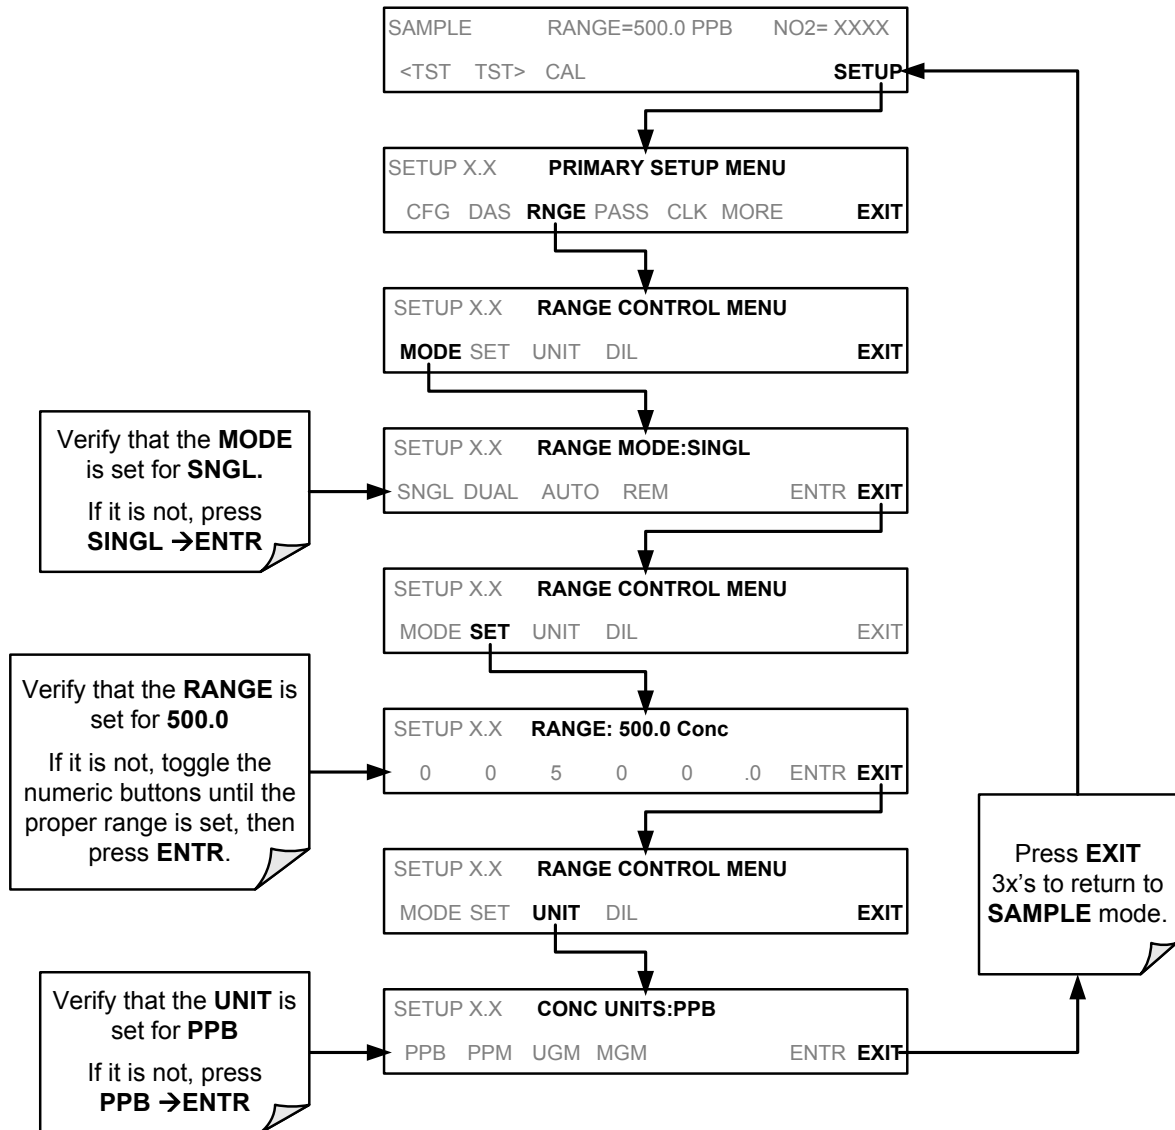 SAMPLE RANGE=500.0 PPB NO2= XXXX
<TST TST> CAL SETUP
SETUP X.X PRIMARY SETUP MENU
CFG DAS RNGE PASS CLK MORE EXIT
SETUP X.X RANGE CONTROL MENU
MODE SET UNIT DIL EXIT
Verify that the MODE
is set for SNGL.
If it is not, press
SINGL →ENTR
SETUP X.X RANGE MODE:SINGL
SNGL DUAL AUTO REM ENTR EXIT
SETUP X.X RANGE CONTROL MENU
MODE SET UNIT DIL EXIT
Verify that the RANGE is
set for 500.0
If it is not, toggle the
numeric buttons until the
proper range is set, then
press ENTR.
SETUP X.X RANGE: 500.0 Conc
0 0 5 0 0 .0 ENTR EXIT
SETUP X.X RANGE CONTROL MENU
MODE SET UNIT DIL EXIT
Verify that the UNIT is
set for PPB
If it is not, press
PPB →ENTR
SETUP X.X CONC UNITS:PPB
PPB PPM UGM MGM ENTR EXIT
Press EXIT
3x's to return to
SAMPLE mode.